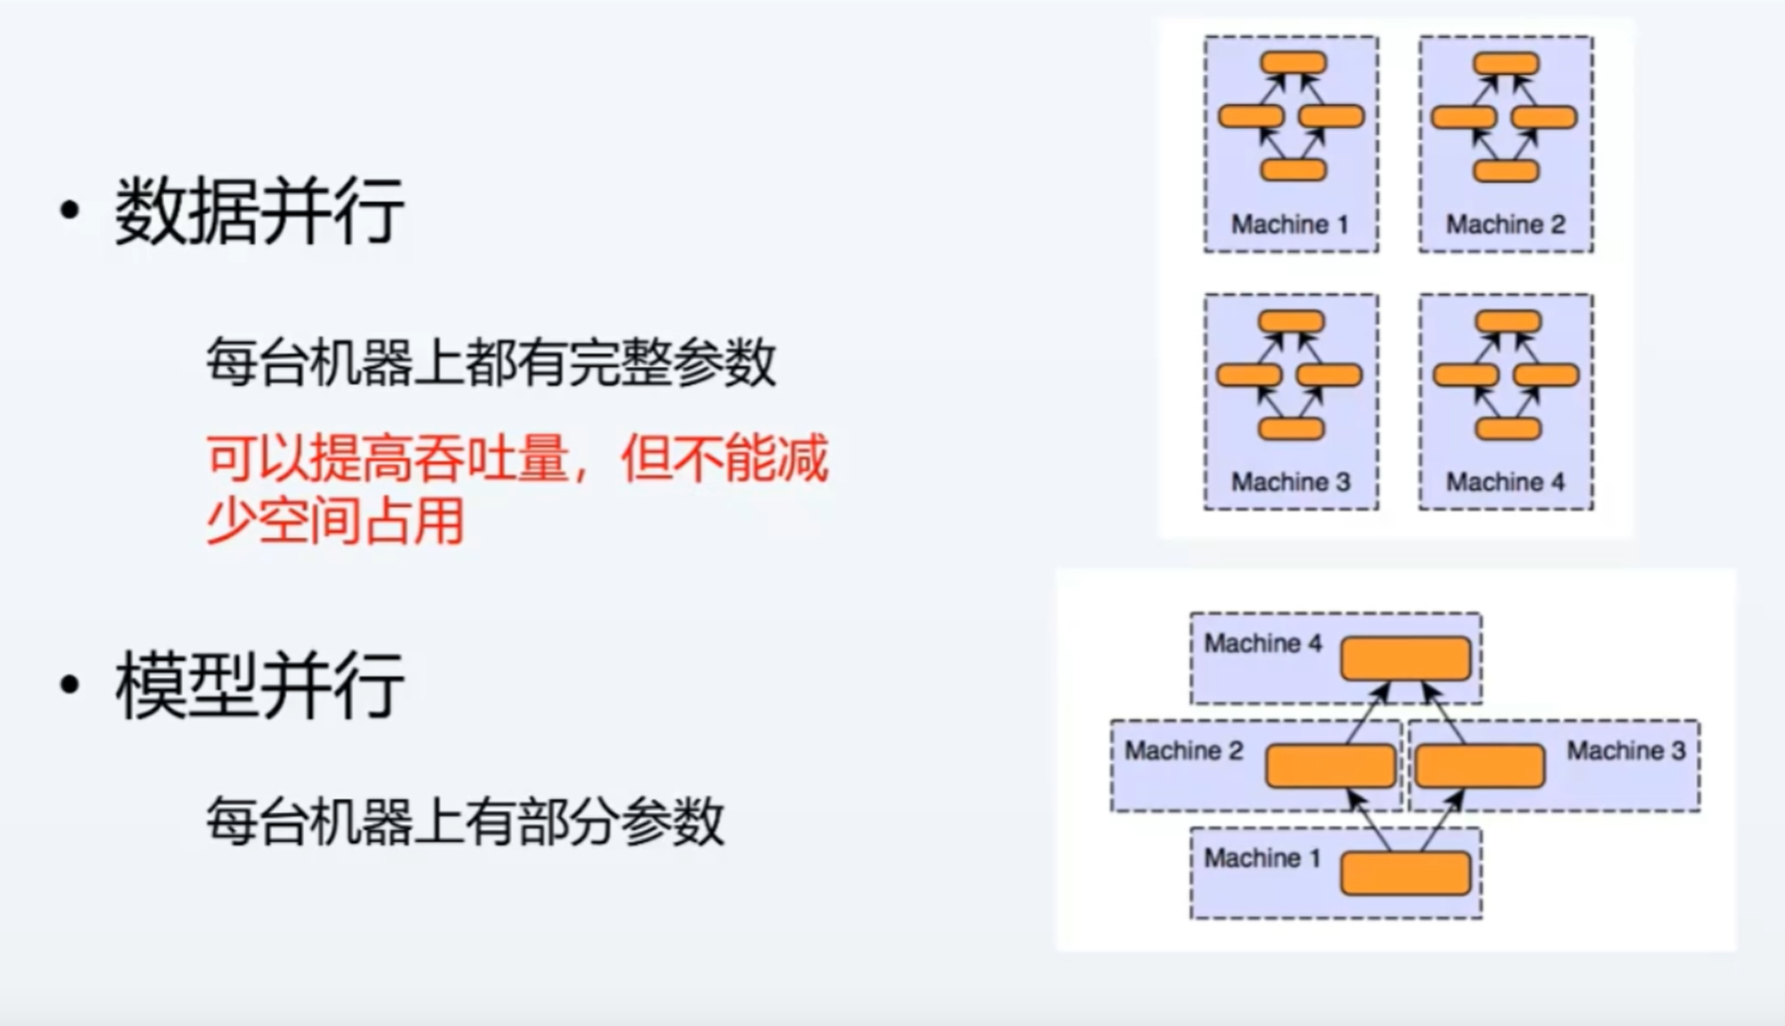 • 数据并行
每台机器上都有完整参数
可以提高吞吐量，但不能减
少空间占用
• 模型并行
每台机器上有部分参数
Machine 1
Machine 2
Machine 3
Machine 4
Machine 4
Machine 2
Machine 3
Machine 1